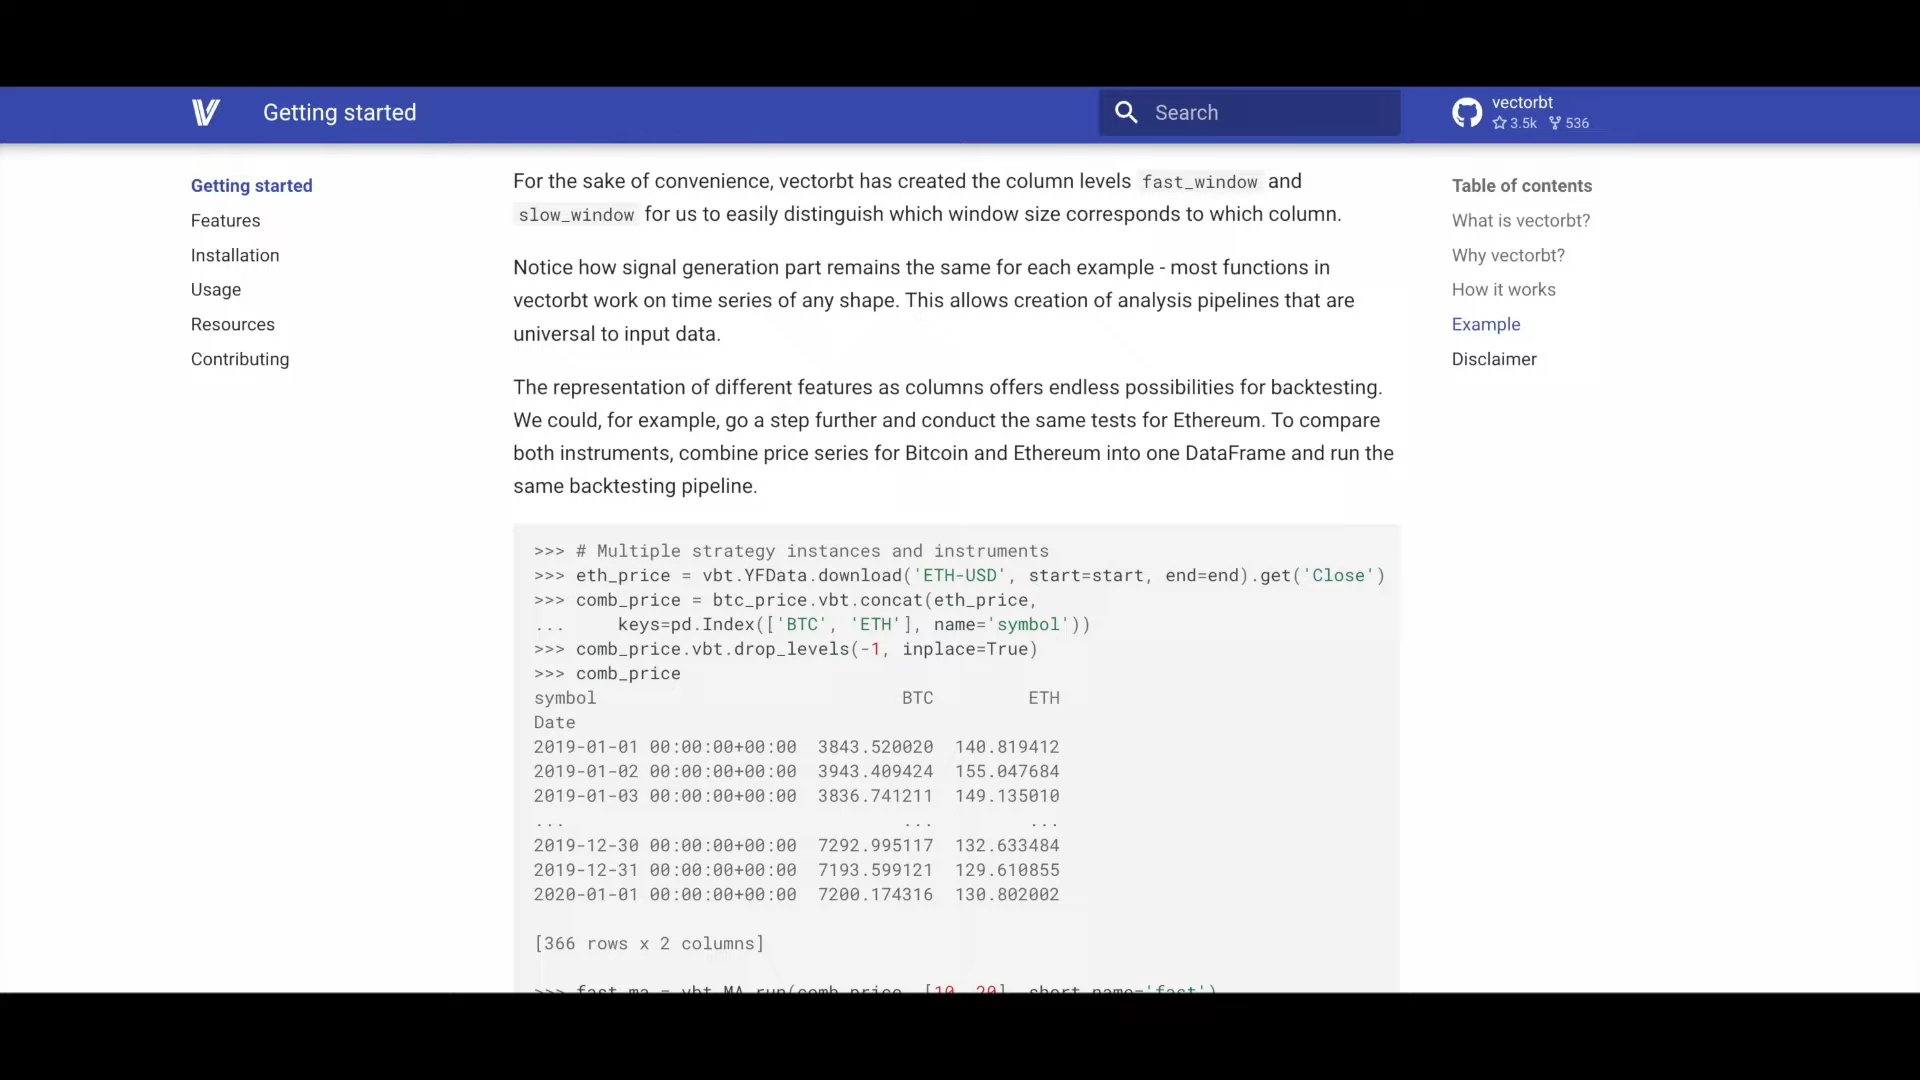 Getting started
Search
vectorbt
3.5k 536
Getting started
Features
Installation
Usage
Resources
Contributing
For the sake of convenience, vectorbt has created the column levels fast_window and
slow_window for us to easily distinguish which window size corresponds to which column.
Notice how signal generation part remains the same for each example - most functions in
vectorbt work on time series of any shape. This allows creation of analysis pipelines that are
universal to input data.
The representation of different features as columns offers endless possibilities for backtesting.
We could, for example, go a step further and conduct the same tests for Ethereum. To compare
both instruments, combine price series for Bitcoin and Ethereum into one DataFrame and run the
same backtesting pipeline.
>>> # Multiple strategy instances and instruments
>>> eth_price = vbt.YFData.download('ETH-USD', start=start, end=end).get('Close')
>>> comb_price = btc_price.vbt.concat(eth_price,
...     keys=pd.Index(['BTC', 'ETH'], name='symbol'))
>>> comb_price.vbt.drop_levels(-1, inplace=True)
>>> comb_price
symbol                             BTC         ETH
Date
2019-01-01 00:00:00+00:00  3843.520020  140.819412
2019-01-02 00:00:00+00:00  3943.409424  155.047684
2019-01-03 00:00:00+00:00  3836.741211  149.135010
...                                ...         ...
2019-12-30 00:00:00+00:00  7292.995117  132.633484
2019-12-31 00:00:00+00:00  7193.599121  129.610855
2020-01-01 00:00:00+00:00  7200.174316  130.802002
[366 rows x 2 columns]
>>> fast_ma = vbt.MA.run(comb_price, [10, 20], short_name='fast')
Table of contents
What is vectorbt?
Why vectorbt?
How it works
Example
Disclaimer